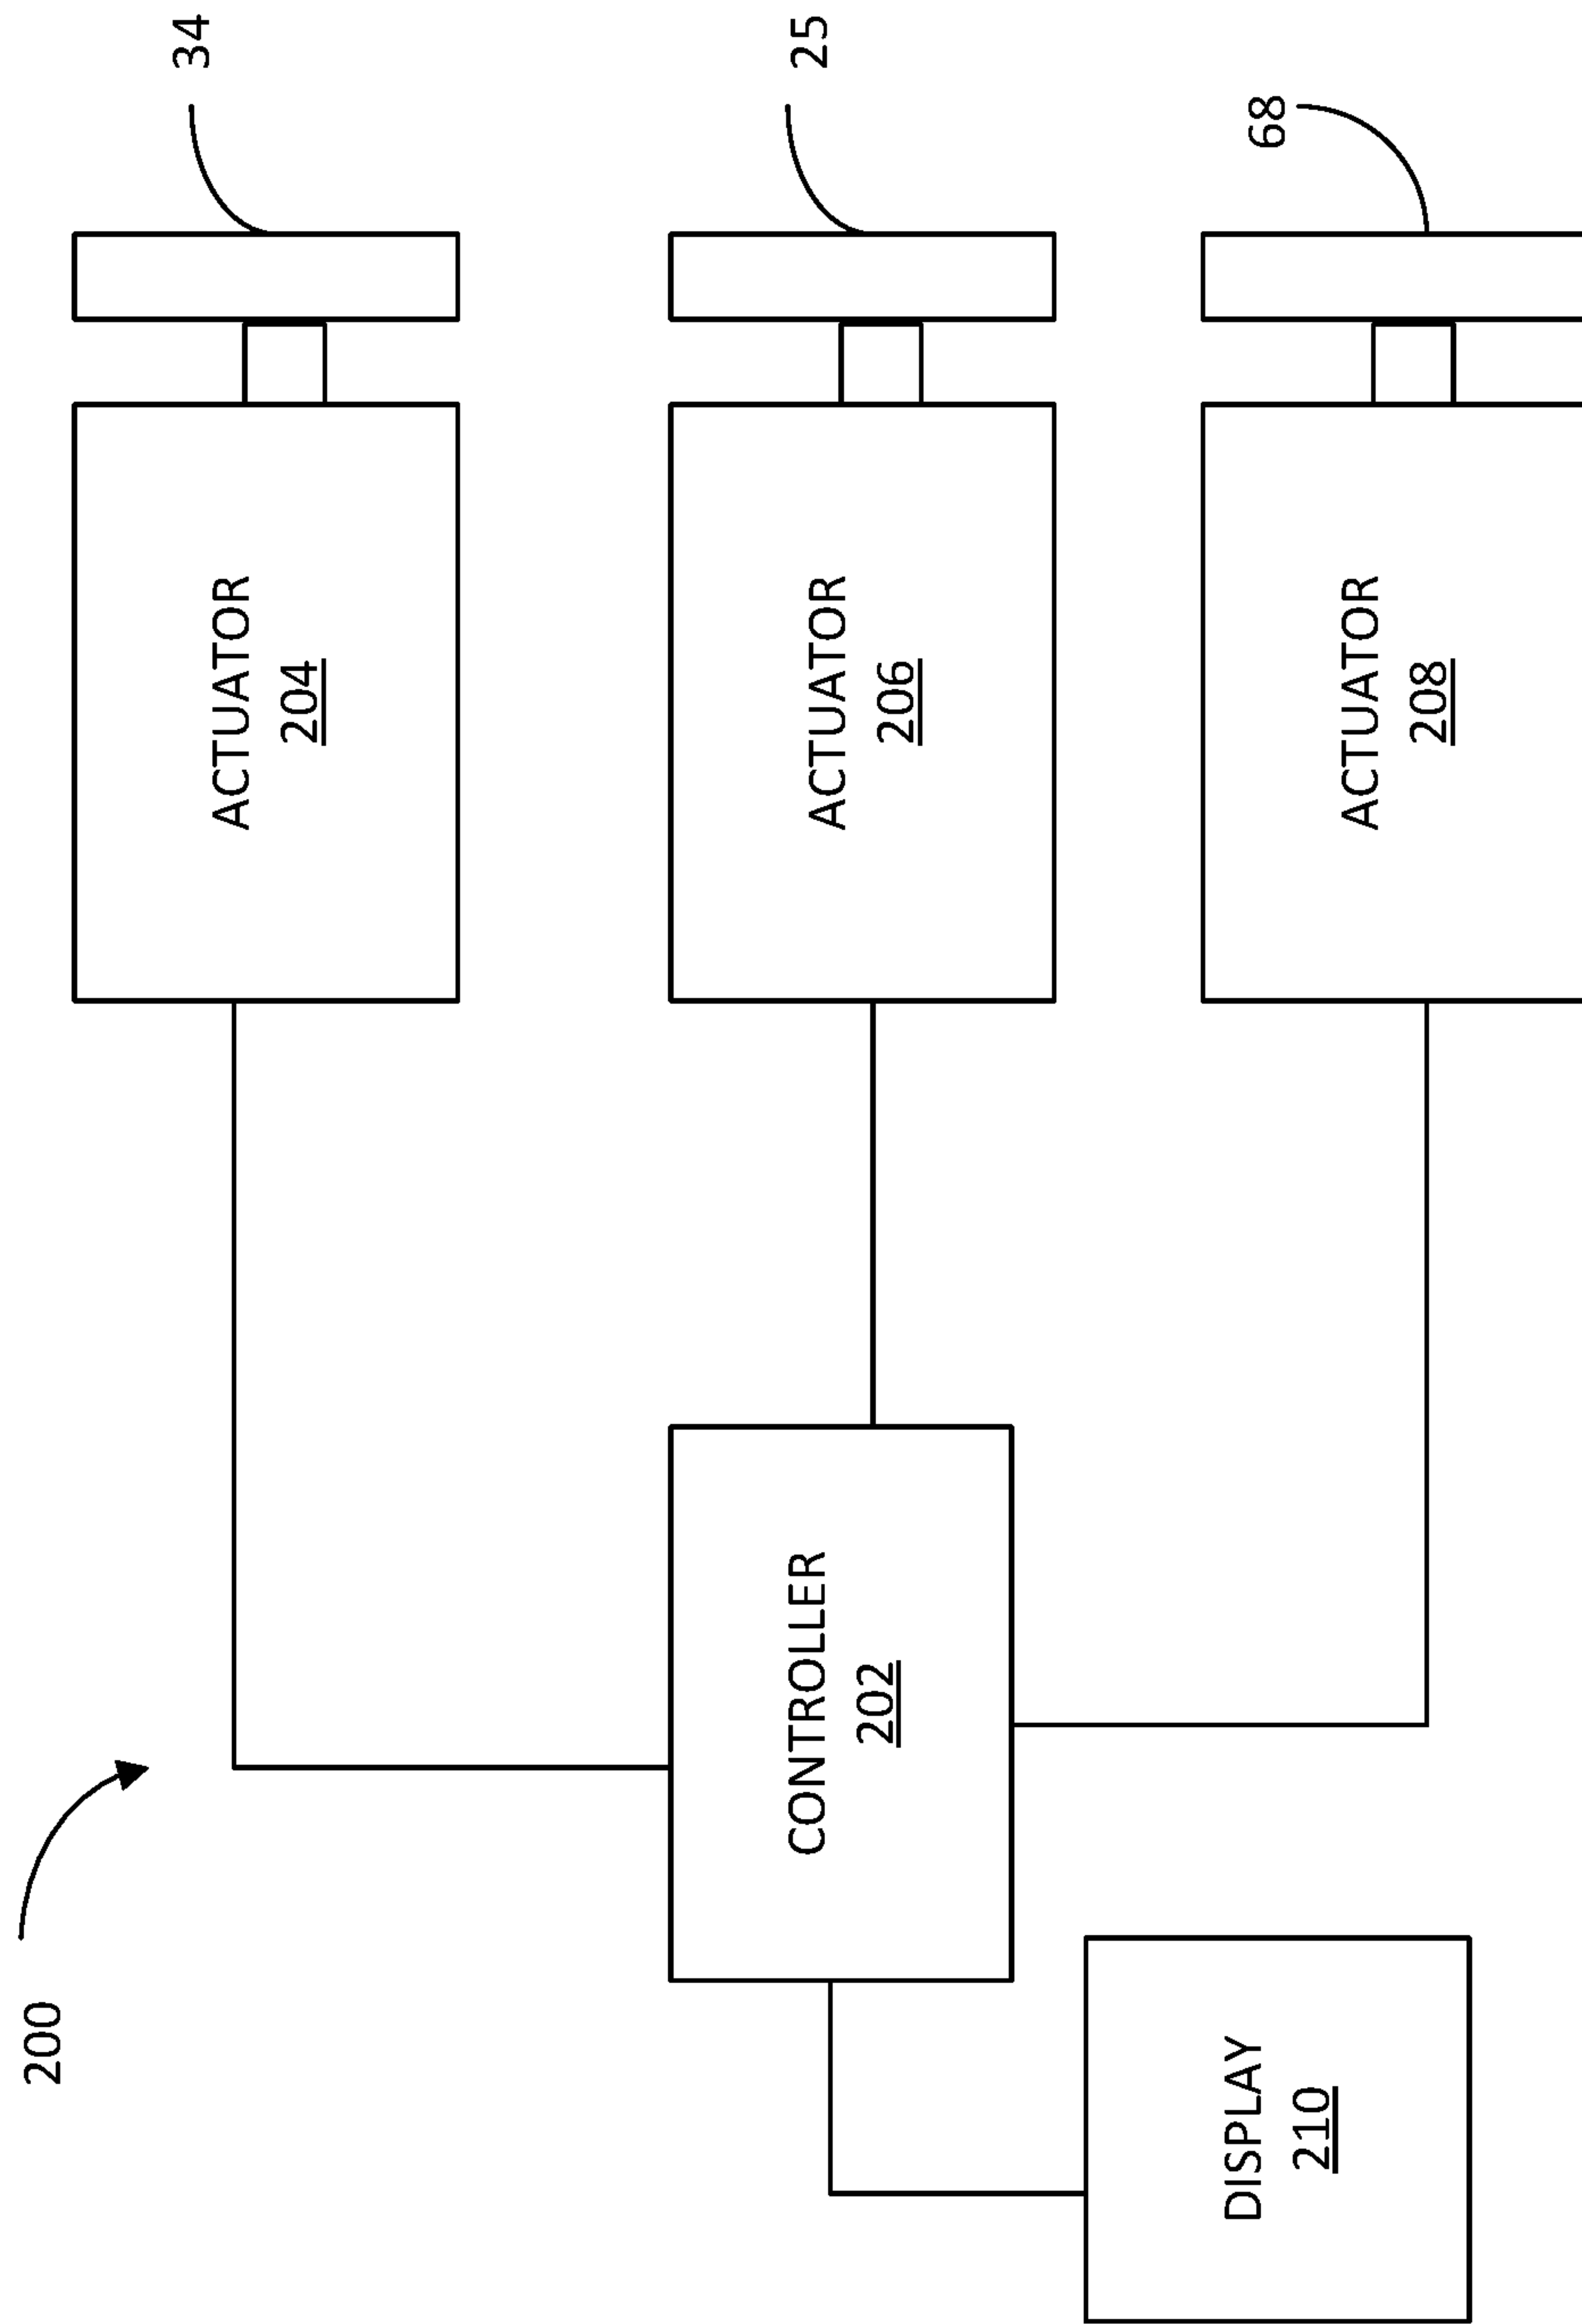 200
34
ACTUATOR
204
25
ACTUATOR
206
CONTROLLER
202
68
ACTUATOR
208
DISPLAY
210